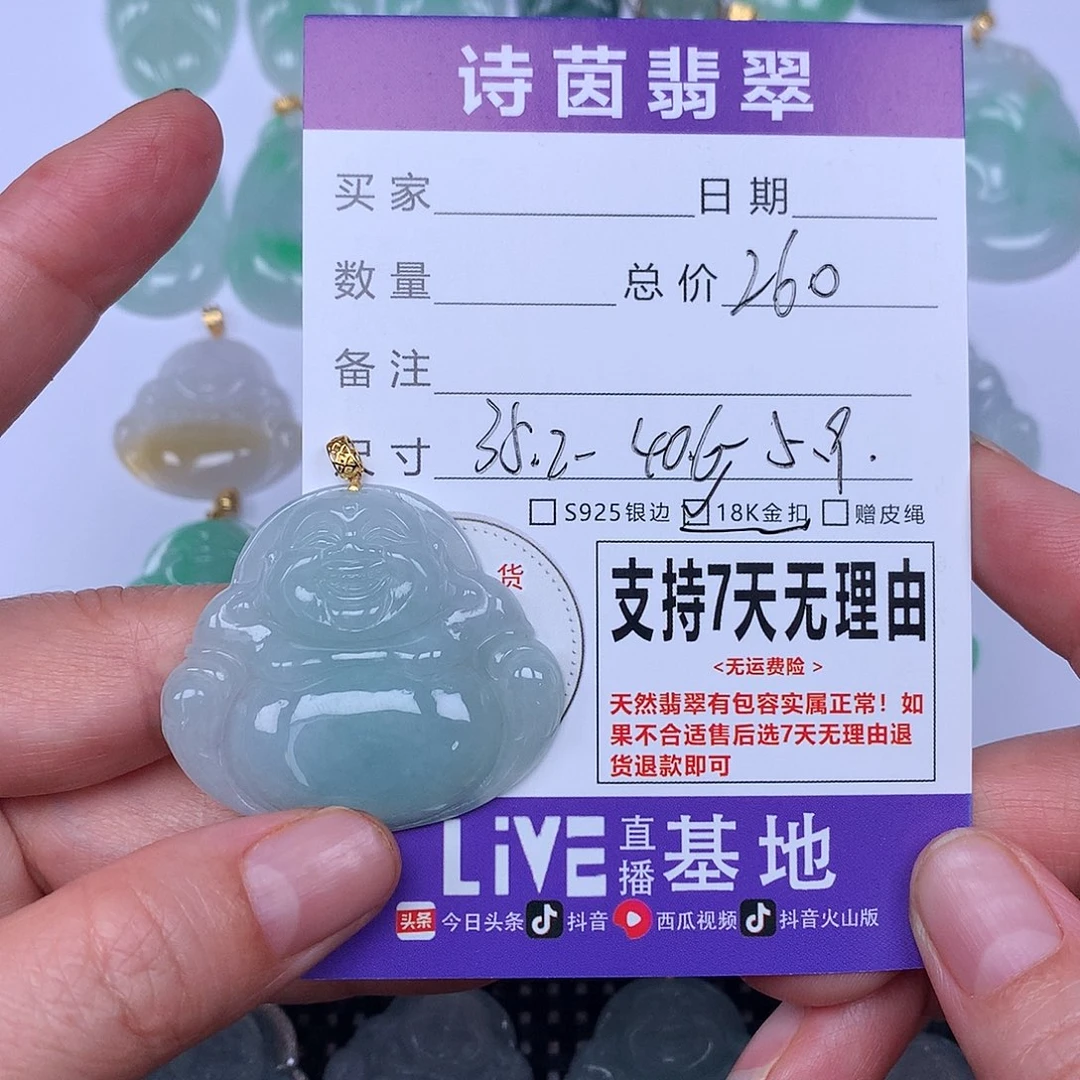 诗茵翡翠
买家 日期
数量 总价 260
备注
尺寸 35.2- 40.6 5.9.
S925银边 18K金扣 赠皮绳
货
支持7天无理由
<无运费险 >
天然翡翠有包容实属正常！如
果不合适售后选7天无理由退
货退款即可
LiVE 直播 基地
头条 今日头条 抖音 西瓜视频 抖音火山版